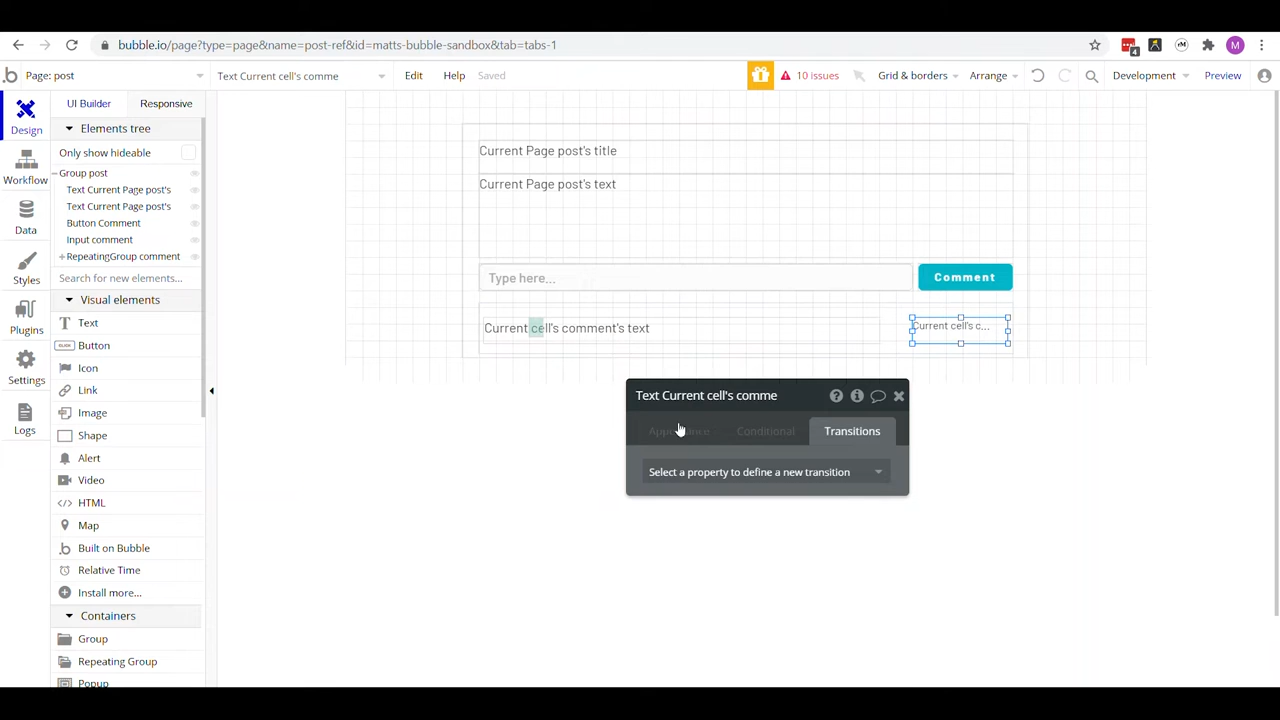 bubble.io/page?type=page&name=post-ref&id=matts-bubble-sandbox&tab=tabs-1
4
rM
M
Page: post
Text Current cell's comme
Edit
Help
Saved
10 issues
Grid & borders
Arrange
Development
Preview
Design
Workflow
Data
Styles
Plugins
Settings
Logs
UI Builder
Responsive
Elements tree
Only show hideable
Group post
Text Current Page post's
Text Current Page post's
Button Comment
Input comment
RepeatingGroup comment
Search for new elements...
Visual elements
Text
CLICK
Button
Icon
Link
Image
Shape
Alert
Video
HTML
Map
Built on Bubble
Relative Time
Install more...
Containers
Group
Repeating Group
Popup
Current Page post's title
Current Page post's text
Type here...
Comment
Current cell's comment's text
Current cell's c...
Text Current cell's comme
Appearance
Conditional
Transitions
Select a property to define a new transition